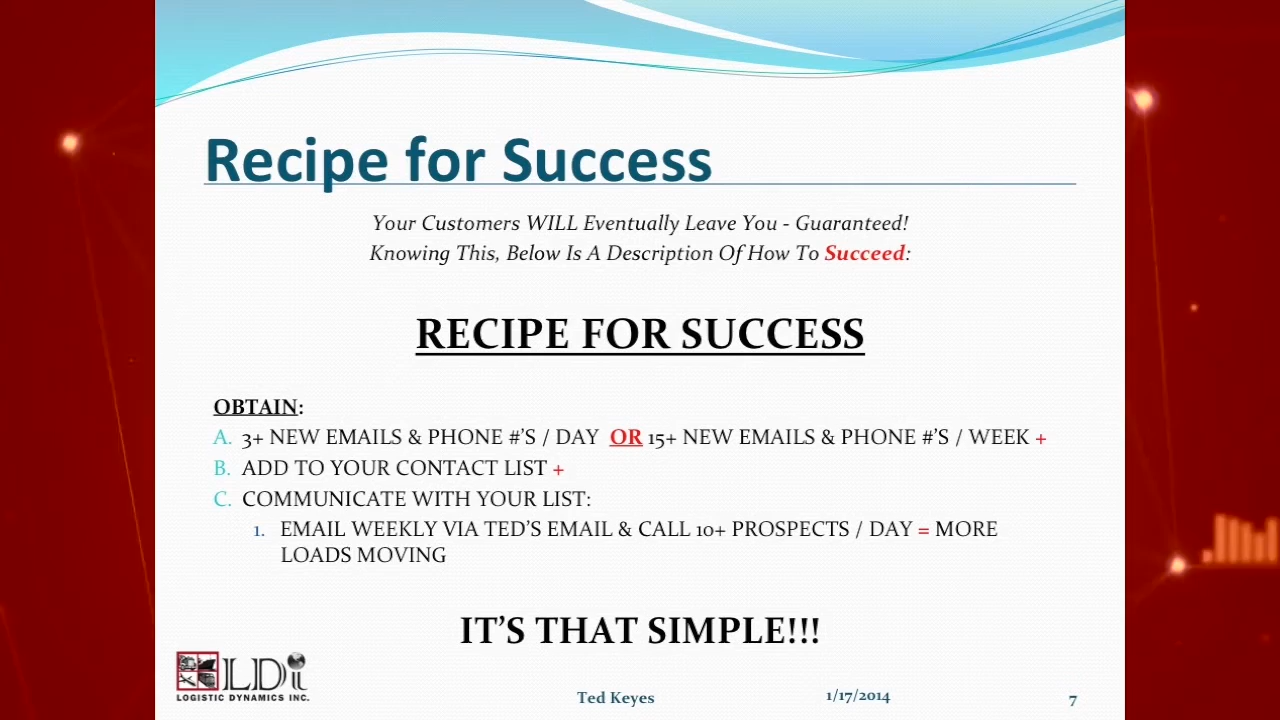 Recipe for Success
Your Customers WILL Eventually Leave You - Guaranteed!
Knowing This, Below Is A Description Of How To Succeed:
RECIPE FOR SUCCESS
OBTAIN:
A. 3+ NEW EMAILS & PHONE #'S / DAY OR 15+ NEW EMAILS & PHONE #'S / WEEK +
B. ADD TO YOUR CONTACT LIST +
C. COMMUNICATE WITH YOUR LIST:
1. EMAIL WEEKLY VIA TED'S EMAIL & CALL 10+ PROSPECTS / DAY = MORE
LOADS MOVING
IT'S THAT SIMPLE!!!
LDi
LOGISTIC DYNAMICS INC.
Ted Keyes
1/17/2014
7